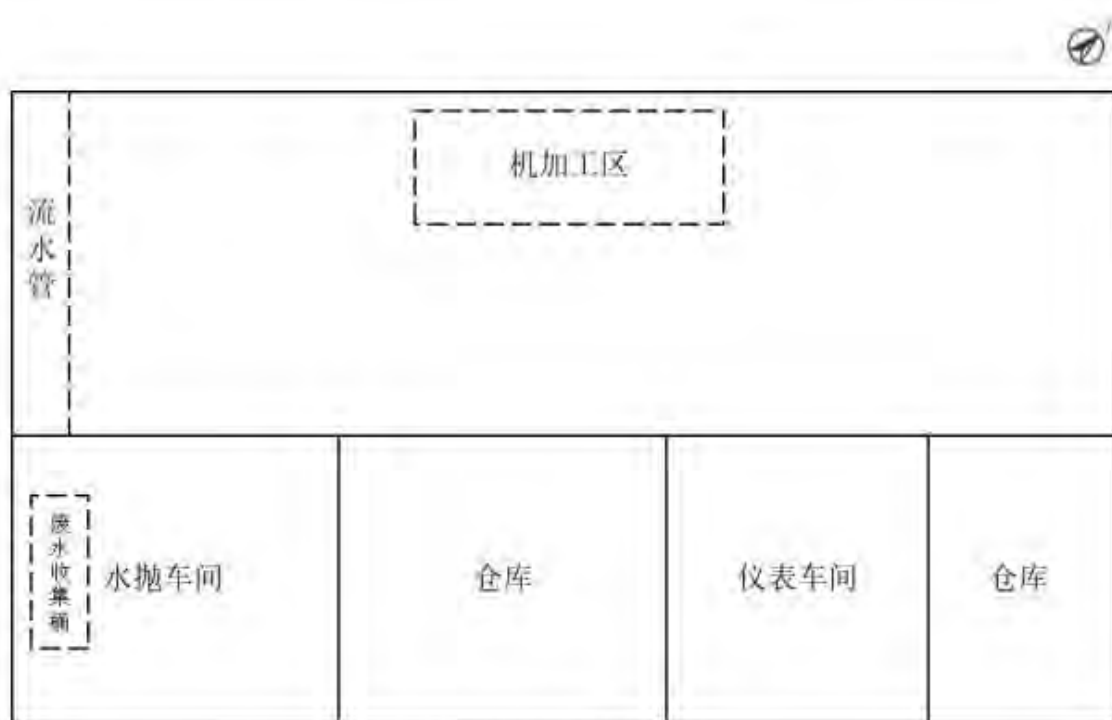 机加工区
流水管
废水收集桶
水抛车间
仓库
仪表车间
仓库